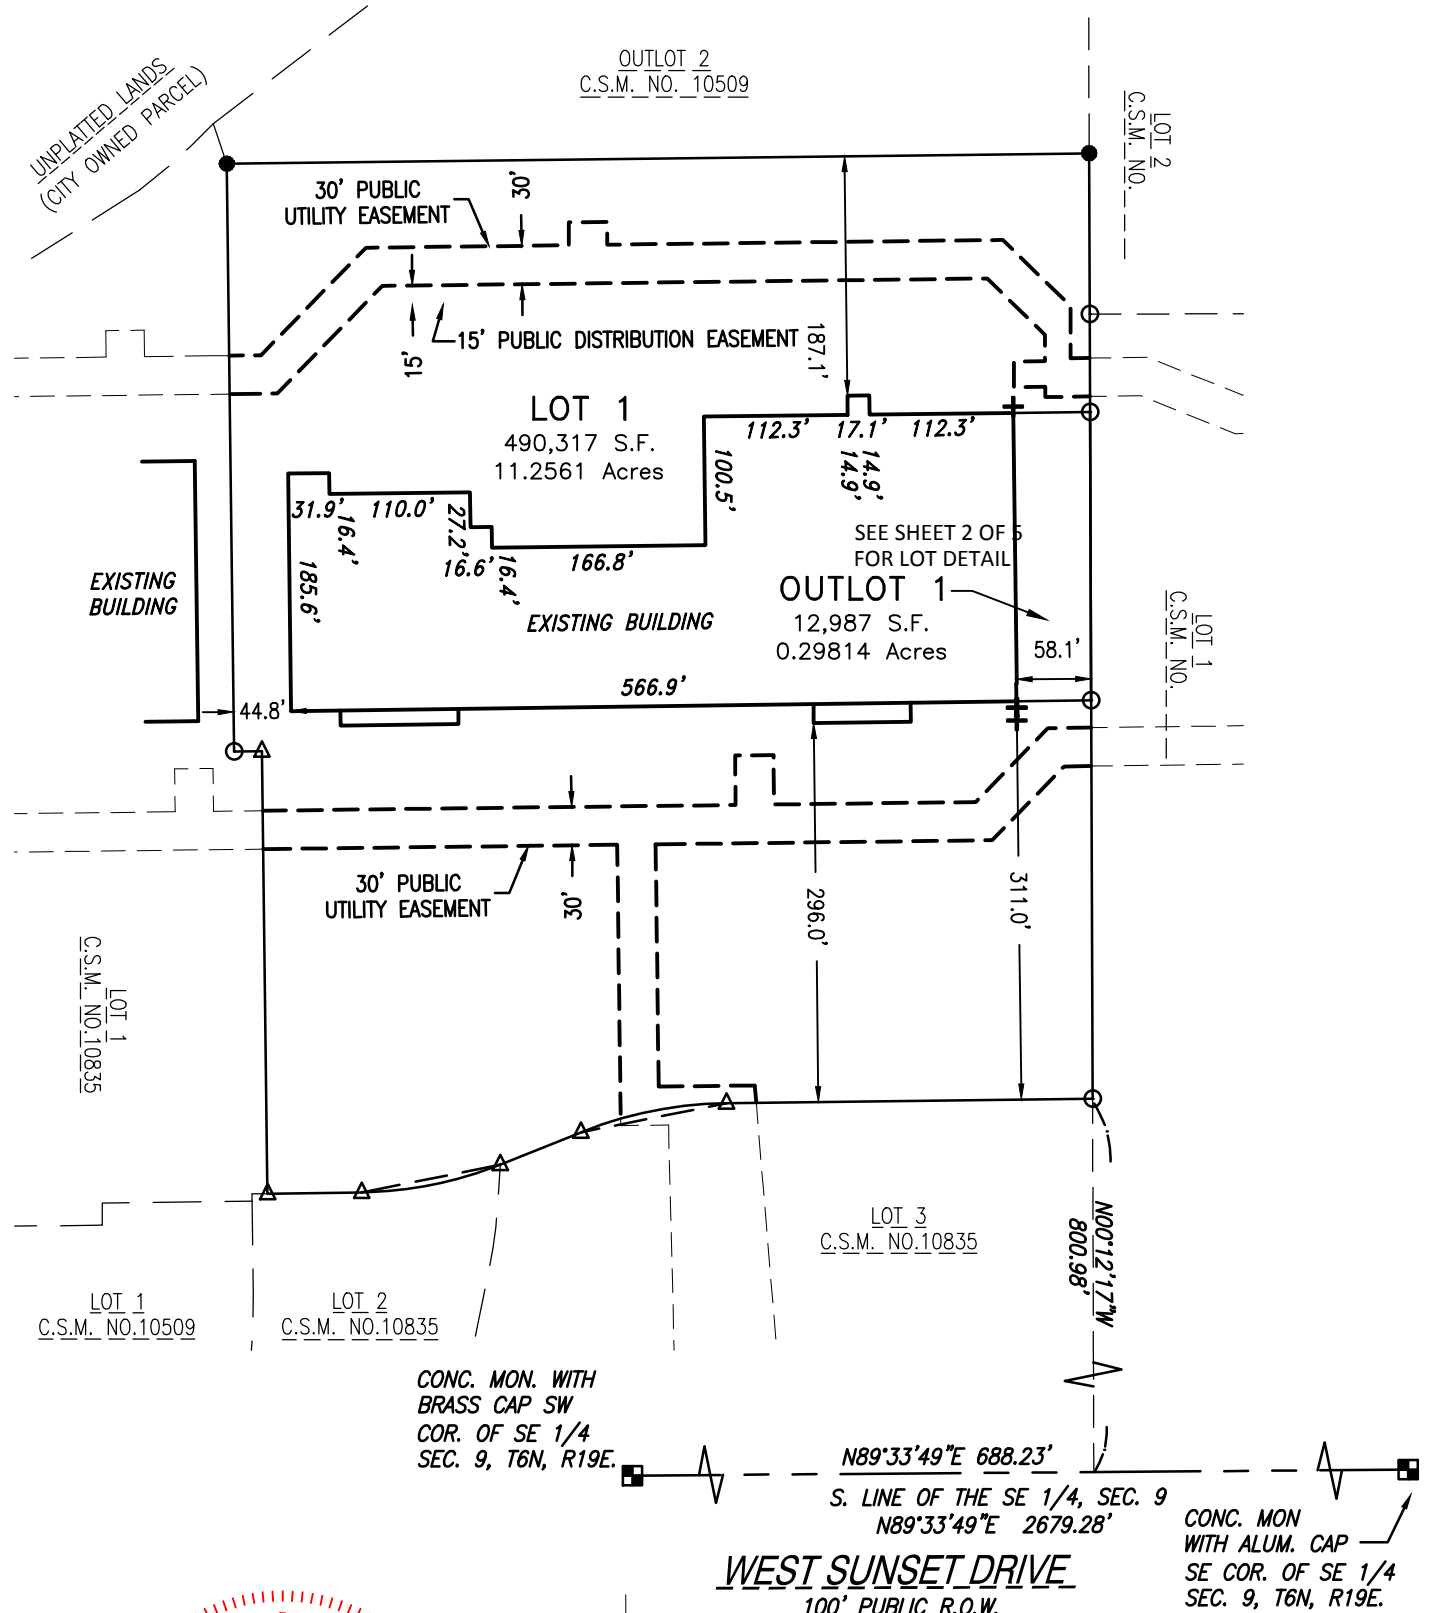 OUTLOT 2
C.S.M. NO. 10509
UNPLATTED LANDS
(CITY OWNED PARCEL)
LOT 2
C.S.M. NO.
30' PUBLIC
UTILITY EASEMENT
30'
15' PUBLIC DISTRIBUTION EASEMENT
15'
187.1'
LOT 1
490,317 S.F.
11.2561 Acres
112.3'
17.1'
112.3'
14.9'
14.9'
100.5'
31.9'
16.4'
110.0'
27.2'
16.6'
16.4'
166.8'
185.6'
SEE SHEET 2 OF 5
FOR LOT DETAIL
OUTLOT 1
12,987 S.F.
0.29814 Acres
58.1'
EXISTING
BUILDING
EXISTING BUILDING
LOT 1
C.S.M. NO.
566.9'
44.8'
30' PUBLIC
UTILITY EASEMENT
30'
296.0'
311.0'
LOT 1
C.S.M. NO.10835
LOT 3
C.S.M. NO.10835
N00°12'17"W
800.98'
LOT 1
C.S.M. NO.10509
LOT 2
C.S.M. NO.10835
CONC. MON. WITH
BRASS CAP SW
COR. OF SE 1/4
SEC. 9, T6N, R19E.
N89°33'49"E 688.23'
S. LINE OF THE SE 1/4, SEC. 9
N89°33'49"E 2679.28'
CONC. MON
WITH ALUM. CAP
SE COR. OF SE 1/4
SEC. 9, T6N, R19E.
WEST SUNSET DRIVE
100' PUBLIC R.O.W.